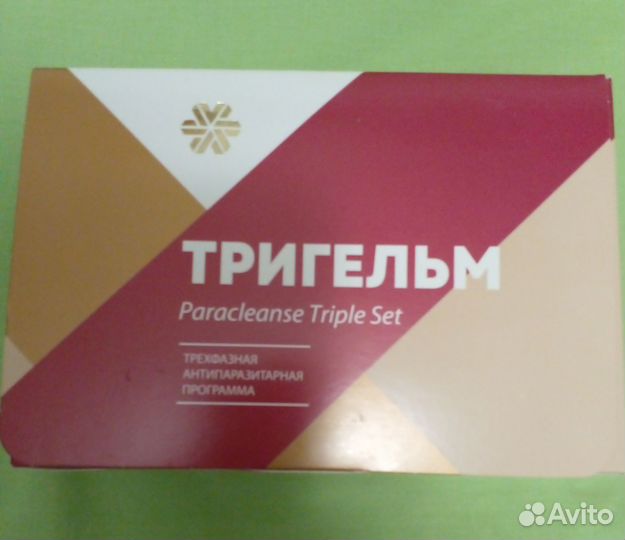 ТРИГЕЛЬМ
Paracleanse Triple Set
ТРЕХФАЗНАЯ
АНТИПАРАЗИТАРНАЯ
ПРОГРАММА
Avito